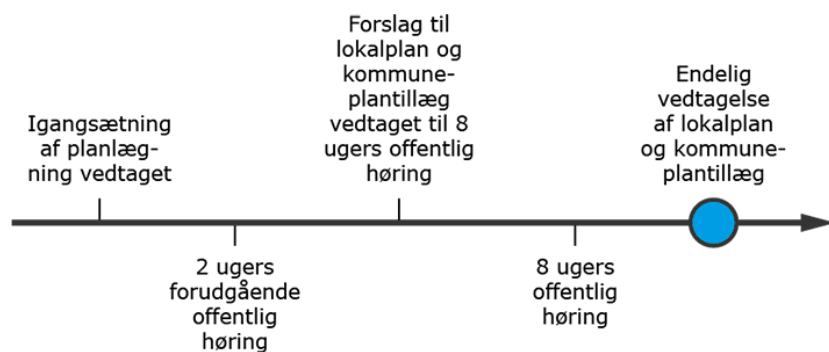 Igangsætning
af planlæg-
ning vedtaget
2 ugers
forudgående
offentlig
høring
Forslag til
lokalplan og
kommune-
plantillæg
vedtaget til 8
ugers offentlig
høring
8 ugers
offentlig
høring
Endelig
vedtagelse
af lokalplan
og kommune-
plantillæg